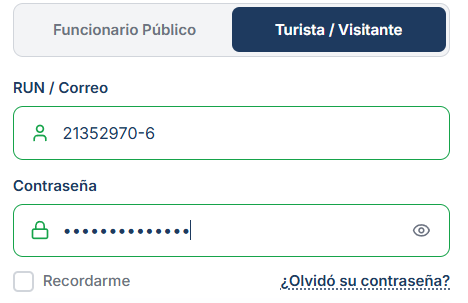 Funcionario Público
Turista / Visitante
RUN / Correo
21352970-6
Contraseña
••••••••••••••
Recordarme
¿Olvidó su contraseña?